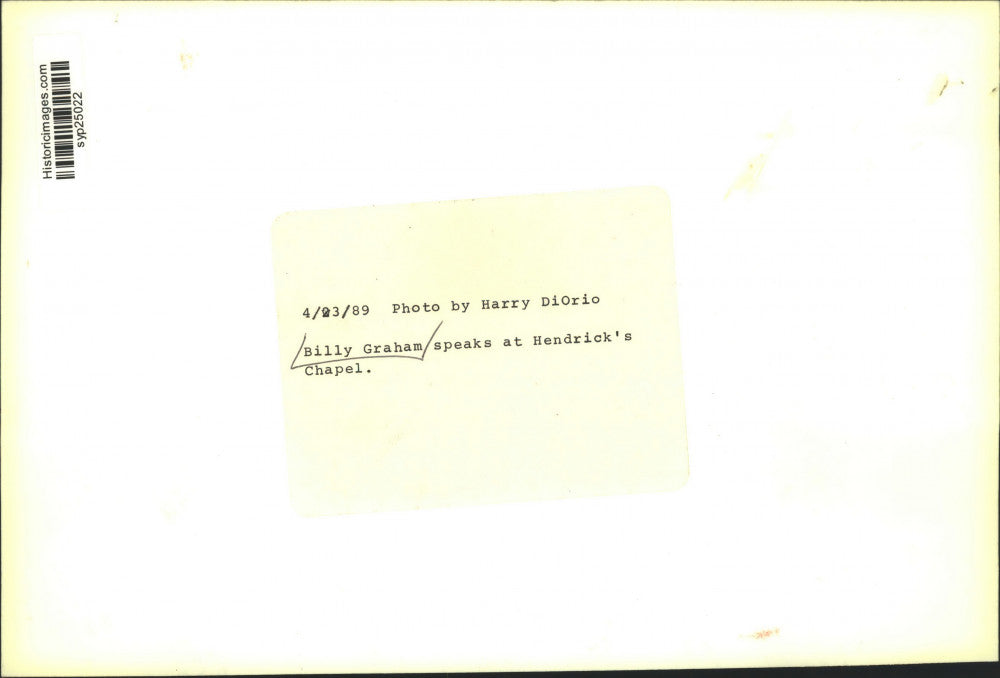 Historicimages.com
syp25022
4/23/89 Photo by Harry DiOrio
Billy Graham speaks at Hendrick's
Chapel.